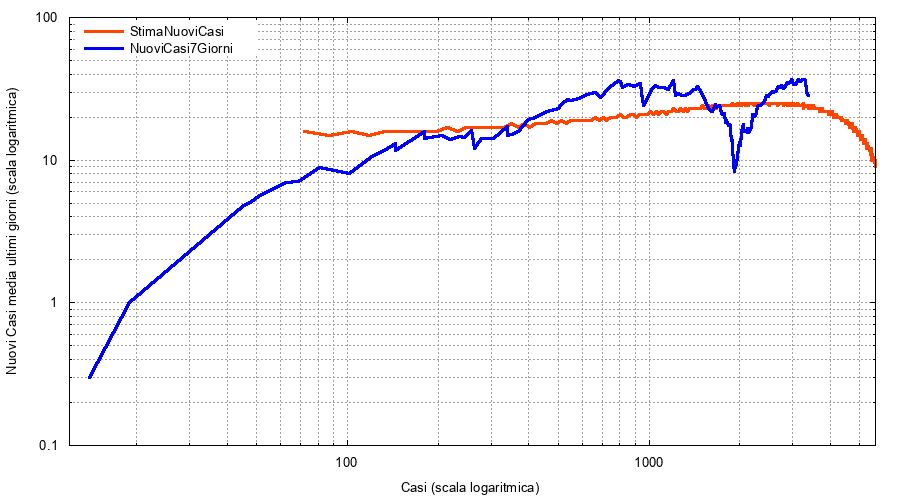 100
10
1
0.1
Nuovi Casi media ultimi giorni (scala logaritmica)
StimaNuoviCasi
NuoviCasi7Giorni
100
1000
Casi (scala logaritmica)